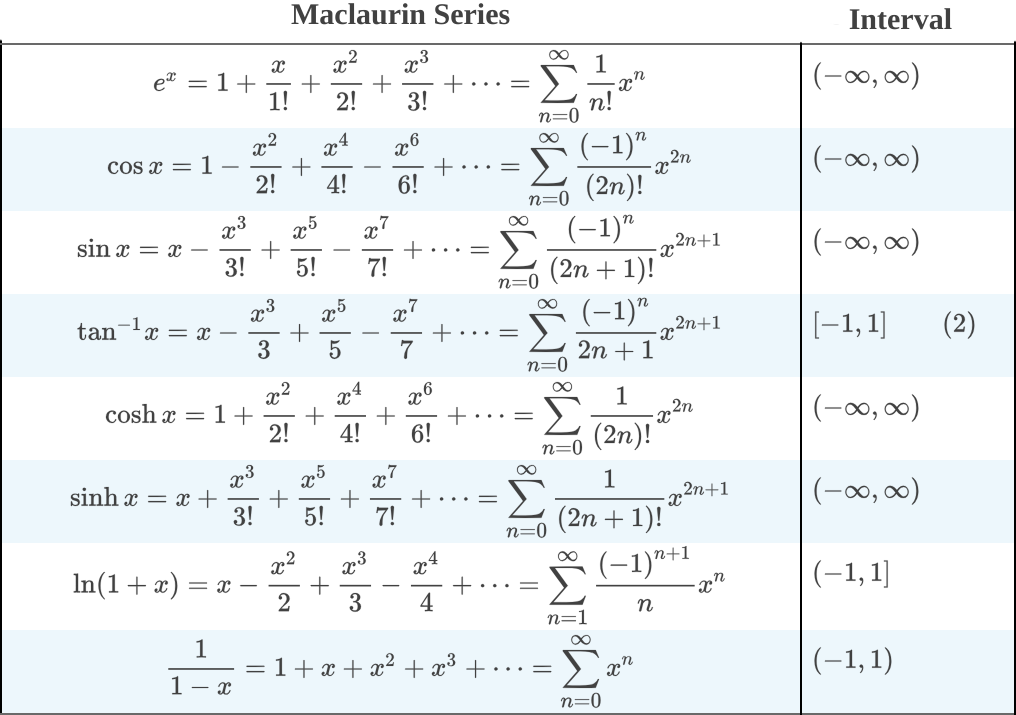 Maclaurin Series Interval
e^x = 1 + x/1! + x^2/2! + x^3/3! + ⋯ = ∑_{n=0}^{∞} 1/n! x^n (−∞, ∞)
cos x = 1 − x^2/2! + x^4/4! − x^6/6! + ⋯ = ∑_{n=0}^{∞} (−1)^n/(2n)! x^{2n} (−∞, ∞)
sin x = x − x^3/3! + x^5/5! − x^7/7! + ⋯ = ∑_{n=0}^{∞} (−1)^n/(2n + 1)! x^{2n+1} (−∞, ∞)
tan^{−1} x = x − x^3/3 + x^5/5 − x^7/7 + ⋯ = ∑_{n=0}^{∞} (−1)^n/(2n + 1) x^{2n+1} [−1, 1] (2)
cosh x = 1 + x^2/2! + x^4/4! + x^6/6! + ⋯ = ∑_{n=0}^{∞} 1/(2n)! x^{2n} (−∞, ∞)
sinh x = x + x^3/3! + x^5/5! + x^7/7! + ⋯ = ∑_{n=0}^{∞} 1/(2n + 1)! x^{2n+1} (−∞, ∞)
ln(1 + x) = x − x^2/2 + x^3/3 − x^4/4 + ⋯ = ∑_{n=1}^{∞} (−1)^{n+1}/n x^n (−1, 1]
1/(1 − x) = 1 + x + x^2 + x^3 + ⋯ = ∑_{n=0}^{∞} x^n (−1, 1)